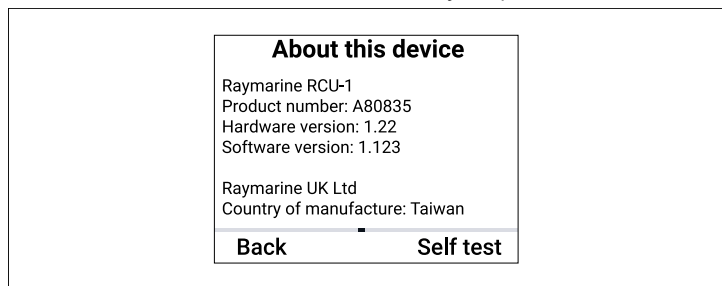 About this device
Raymarine RCU-1
Product number: A80835
Hardware version: 1.22
Software version: 1.123
Raymarine UK Ltd
Country of manufacture: Taiwan
Back Self test